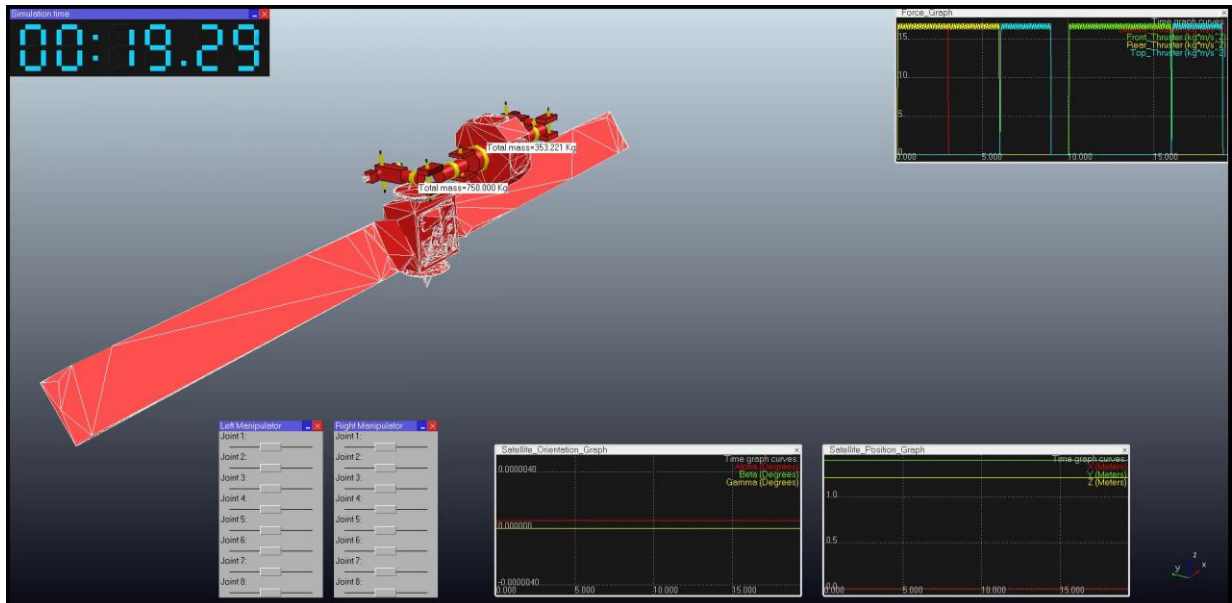 Simulation time
00:19.29
Total mass=353.221 Kg
Total mass=750.000 Kg
Force_Graph
Time graph curves:
Front_Thruster (kg*m/s^2)
Rear_Thruster (kg*m/s^2)
Top_Thruster (kg*m/s^2)
15
10
5
0
0.000
5.000
10.000
15.000
Left Manipulator
Joint 1:
Joint 2:
Joint 3:
Joint 4:
Joint 5:
Joint 6:
Joint 7:
Joint 8:
Right Manipulator
Joint 1:
Joint 2:
Joint 3:
Joint 4:
Joint 5:
Joint 6:
Joint 7:
Joint 8:
Satellite_Orientation_Graph
Time graph curves:
Alpha (Degrees)
Beta (Degrees)
Gamma (Degrees)
0.0000040
0.000000
-0.0000040
0.000
5.000
10.000
15.000
Satellite_Position_Graph
Time graph curves:
X (Meters)
Y (Meters)
Z (Meters)
1.0
0.5
0.0
0.000
5.000
10.000
15.000
z
y
x